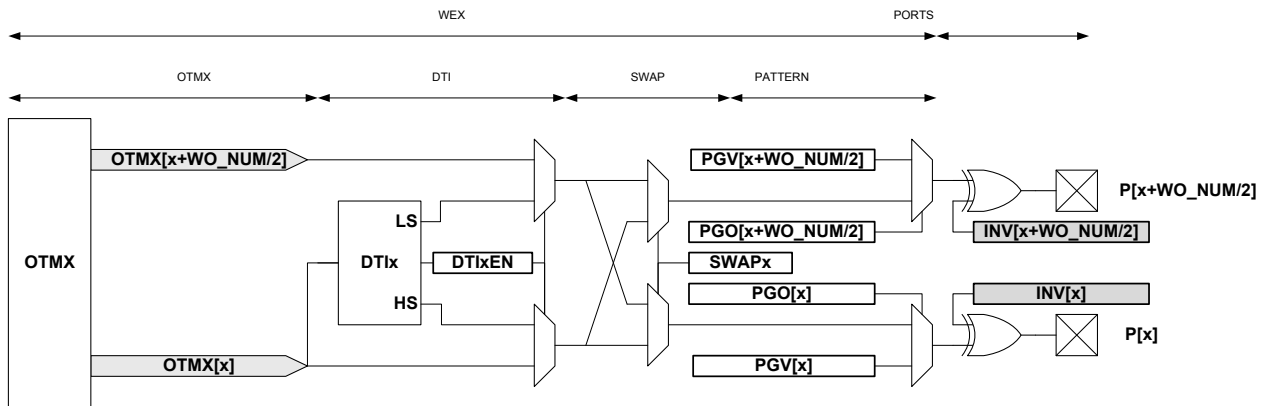 WEX
PORTS
OTMX
DTI
SWAP
PATTERN
OTMX[x+WO_NUM/2]
PGV[x+WO_NUM/2]
P[x+WO_NUM/2]
LS
PGO[x+WO_NUM/2]
INV[x+WO_NUM/2]
OTMX
DTIx
DTIxEN
SWAPx
HS
PGO[x]
INV[x]
P[x]
OTMX[x]
PGV[x]